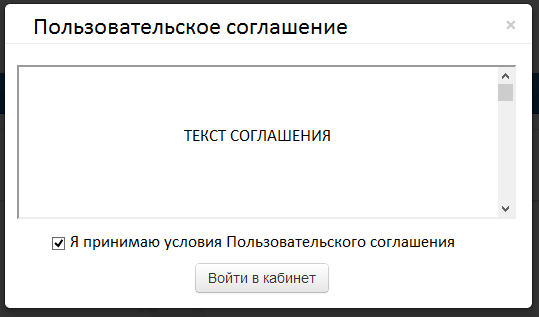 Пользовательское соглашение
×
ТЕКСТ СОГЛАШЕНИЯ
Я принимаю условия Пользовательского соглашения
Войти в кабинет